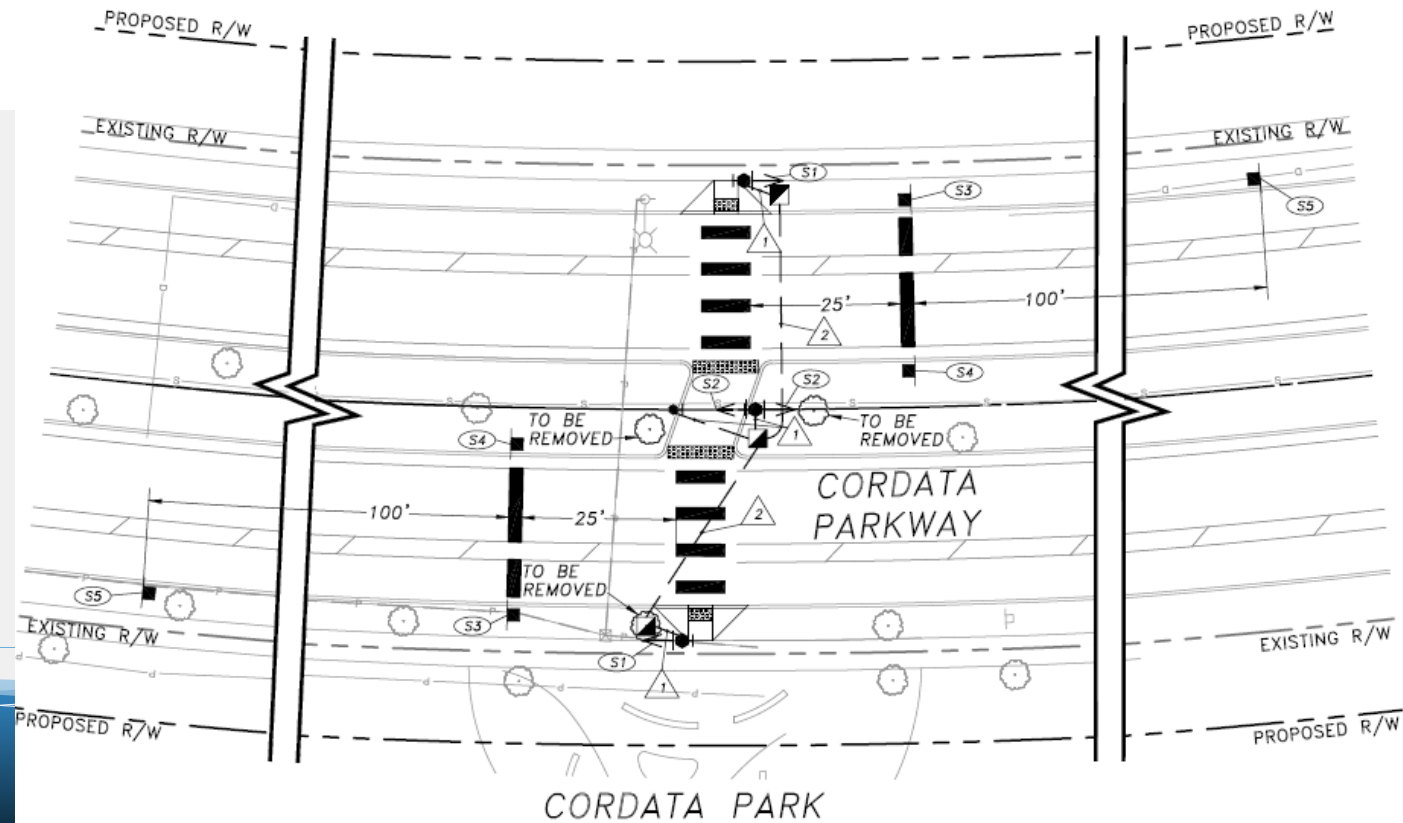 PROPOSED R/W
PROPOSED R/W
EXISTING R/W
EXISTING R/W
S1
S3
S5
1
25'
100'
2
S4
S2
S2
TO BE
REMOVED
1
TO BE
REMOVED
S4
CORDATA
PARKWAY
100'
25'
2
TO BE
REMOVED
S5
S3
EXISTING R/W
EXISTING R/W
S1
1
PROPOSED R/W
PROPOSED R/W
CORDATA PARK